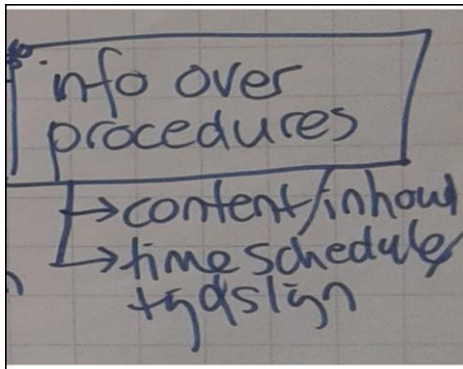 info over
procedures
→ content/inhoud
→ time schedule/
tijdslijn